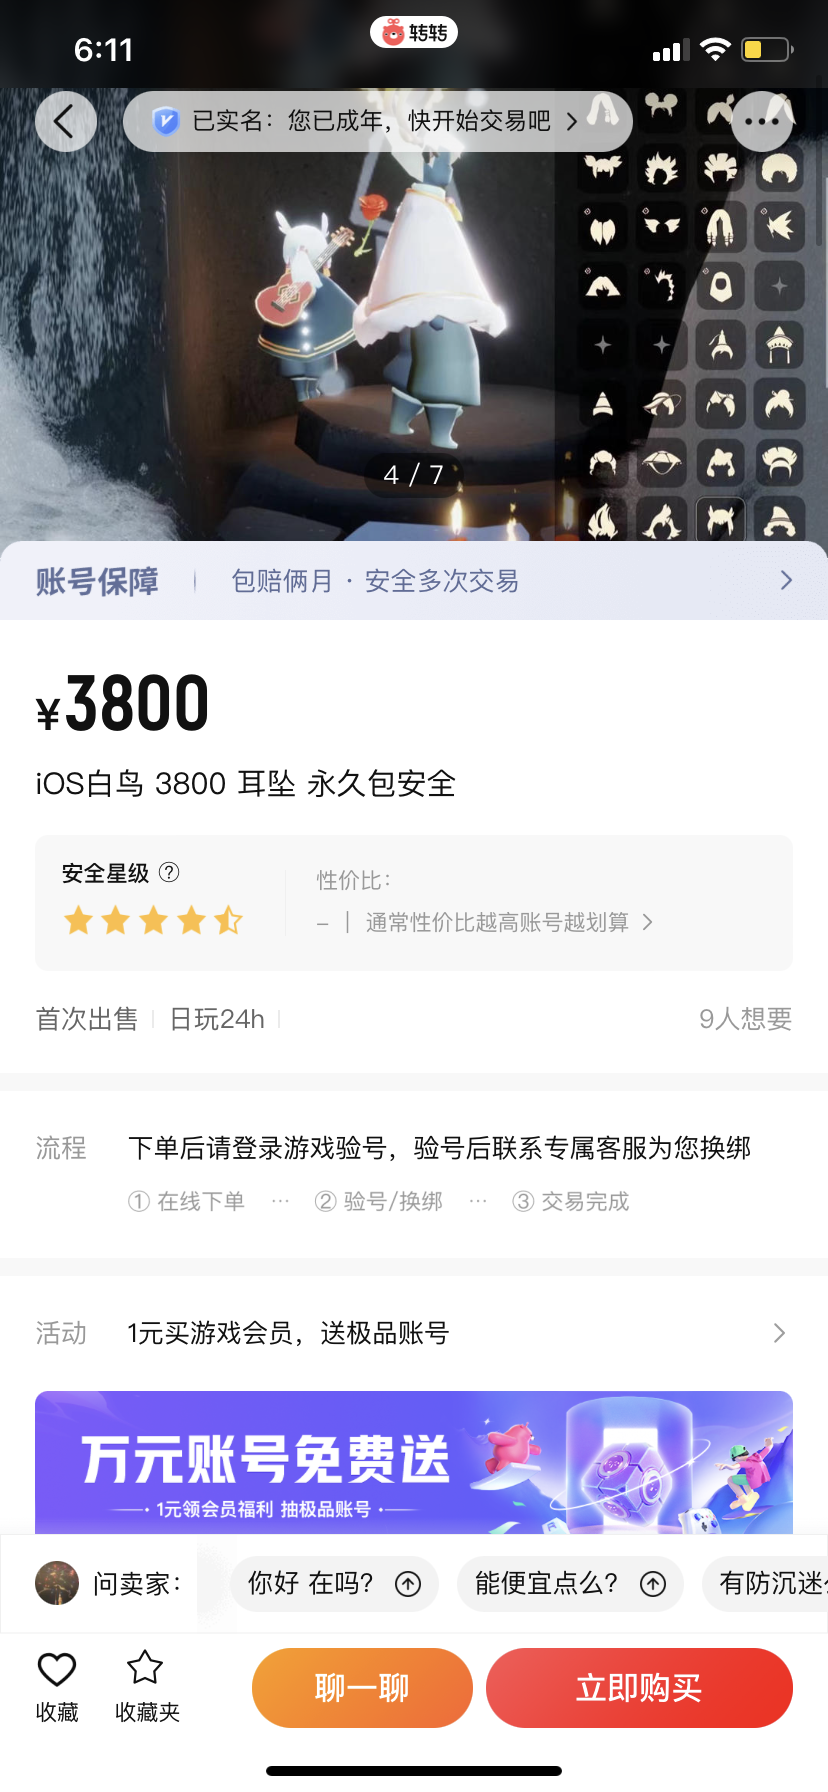 6:11
转转
已实名：您已成年，快开始交易吧
4 / 7
账号保障
包赔俩月 · 安全多次交易
¥3800
iOS白鸟 3800 耳坠 永久包安全
安全星级 ?
性价比：
– | 通常性价比越高账号越划算
首次出售 日玩24h
9人想要
流程
下单后请登录游戏验号，验号后联系专属客服为您换绑
① 在线下单 ··· ② 验号/换绑 ··· ③ 交易完成
活动
1元买游戏会员，送极品账号
万元账号免费送
·1元领会员福利 抽极品账号·
问卖家：
你好 在吗？
能便宜点么？
有防沉迷
收藏
收藏夹
聊一聊
立即购买